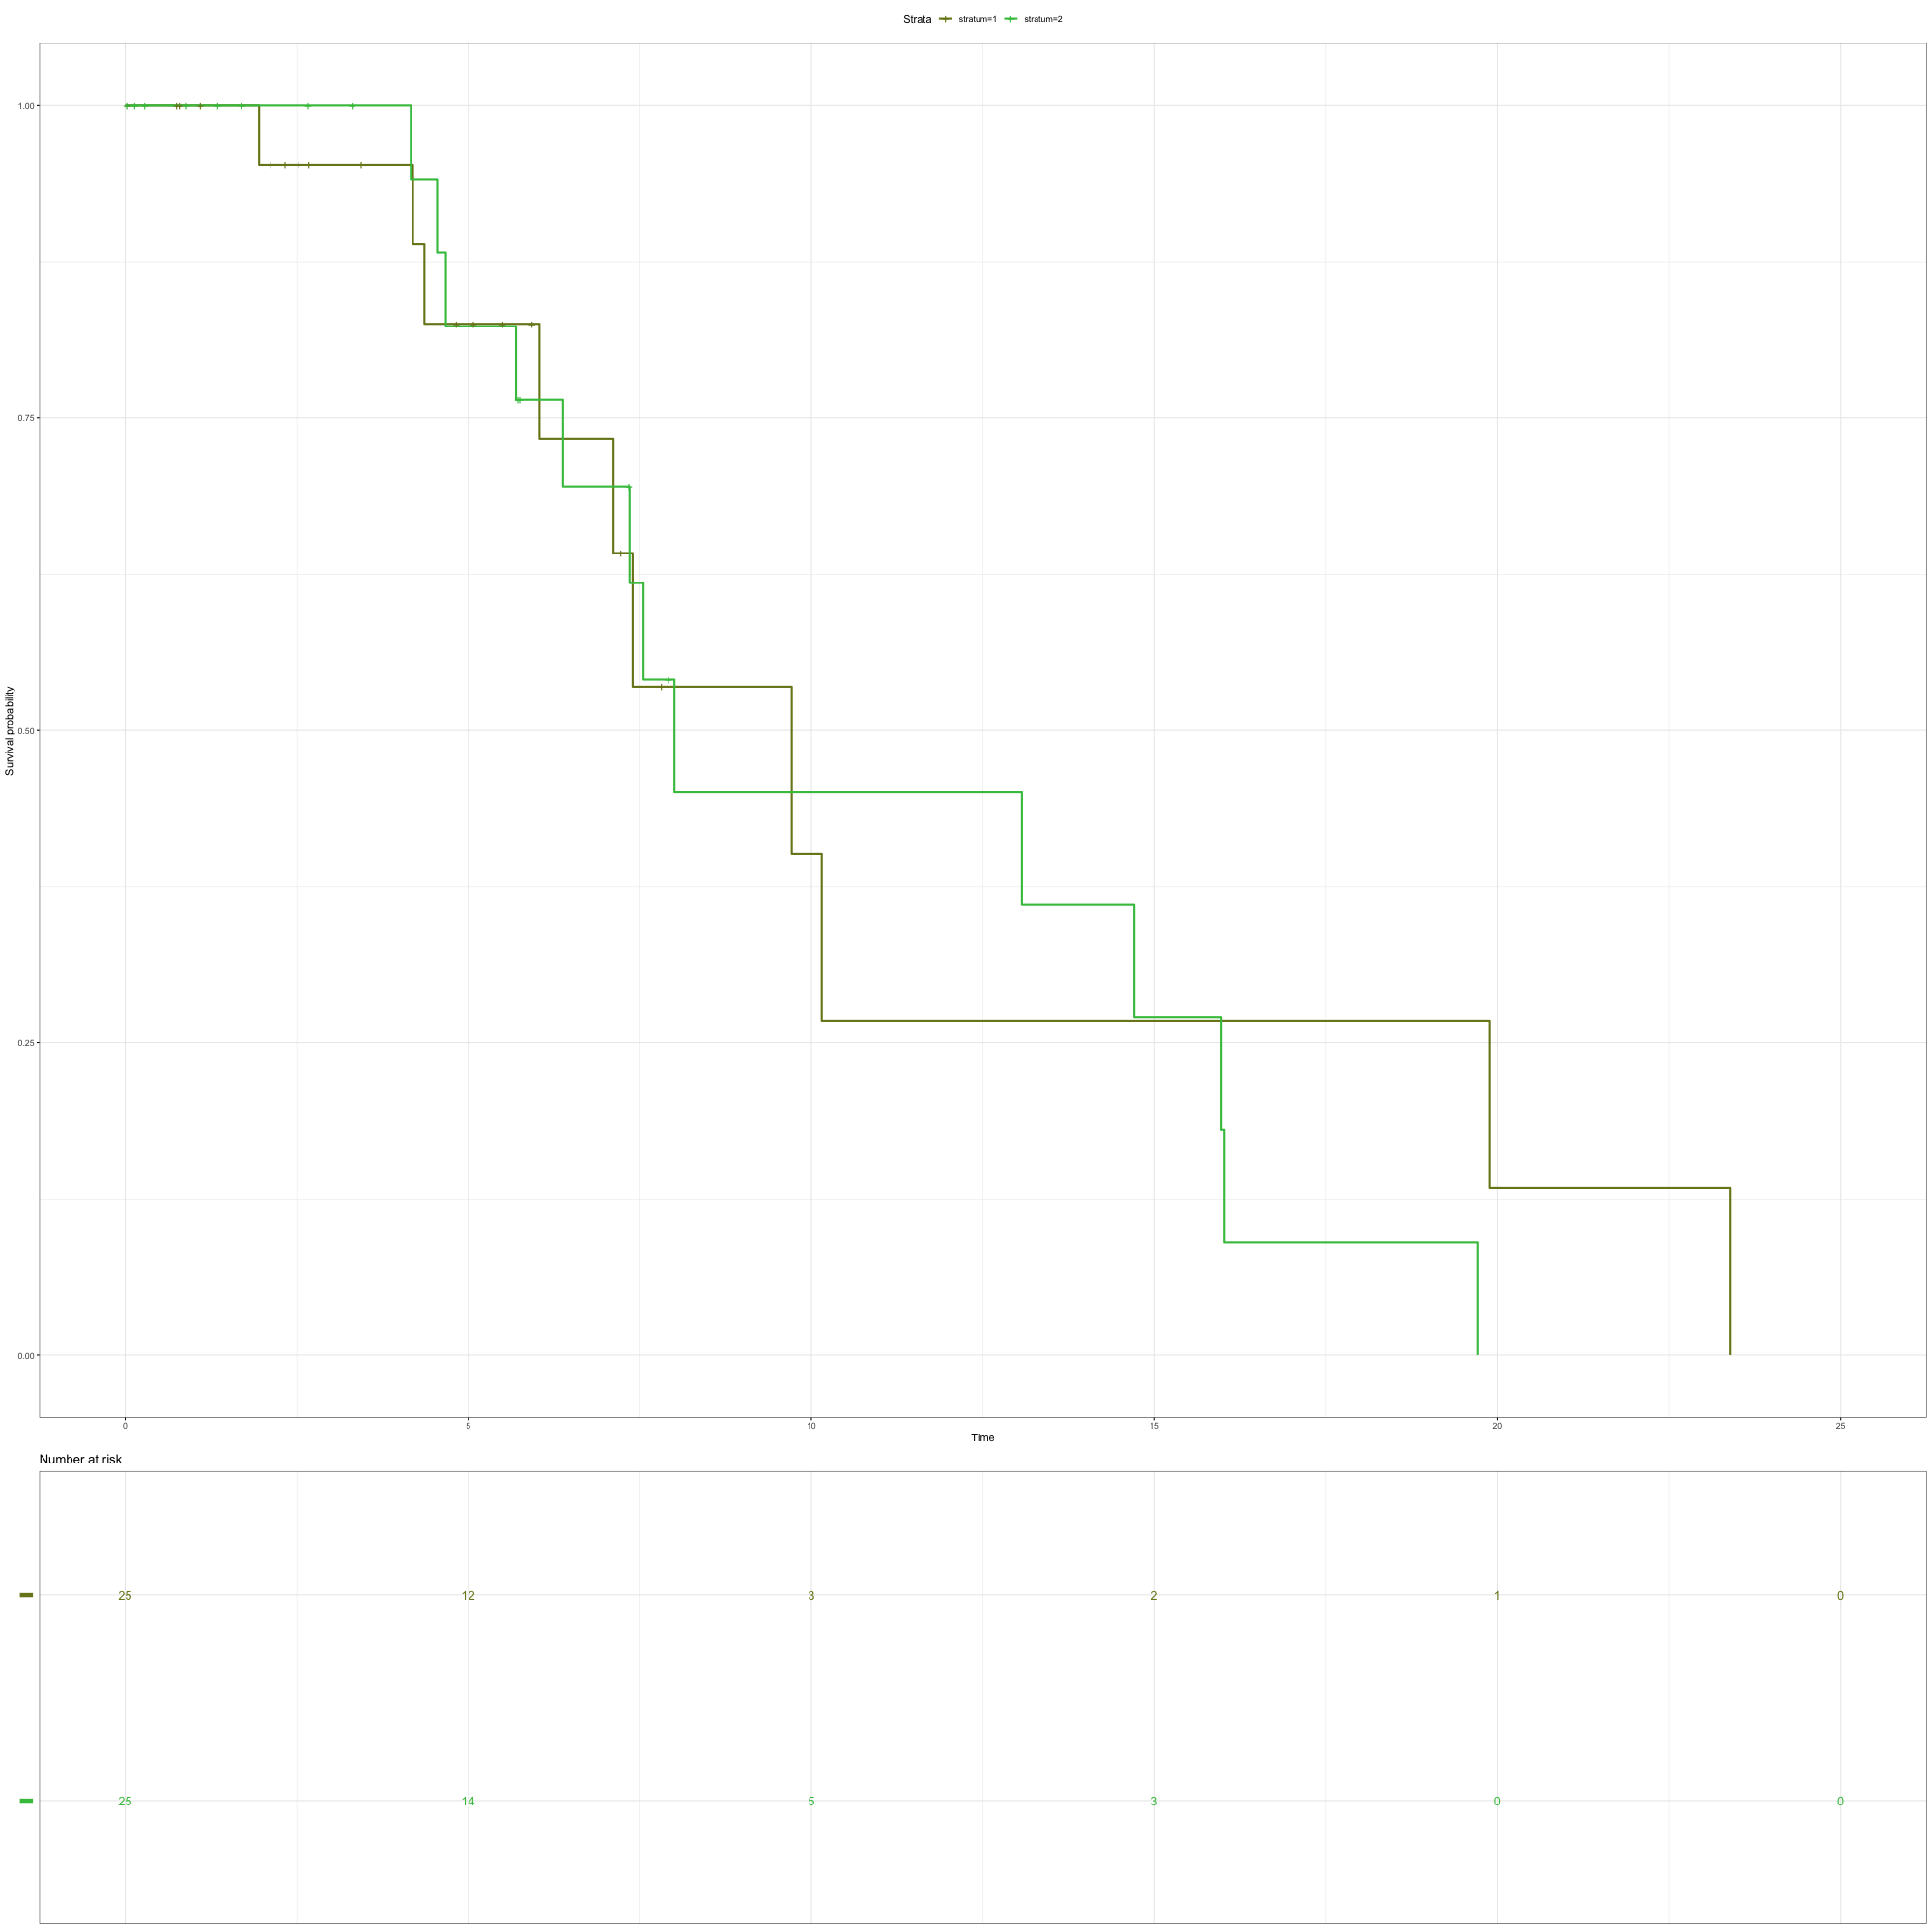 Strata stratum=1 stratum=2
Survival probability
1.00
0.75
0.50
0.25
0.00
0 5 10 15 20 25
Time
Number at risk
25 12 3 2 1 0
25 14 5 3 0 0